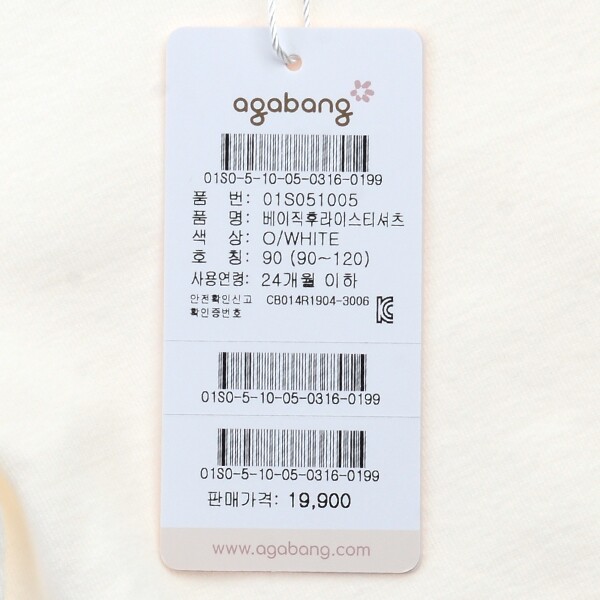 agabang
01S0-5-10-05-0316-0199
품 번: 01S051005
품 명: 베이직후라이스티셔츠
색 상: O/WHITE
호 칭: 90 (90~120)
사용연령: 24개월 이하
안전확인신고 CB014R1904-3006
확인증번호
01S0-5-10-05-0316-0199
01S0-5-10-05-0316-0199
판매가격: 19,900
www.agabang.com